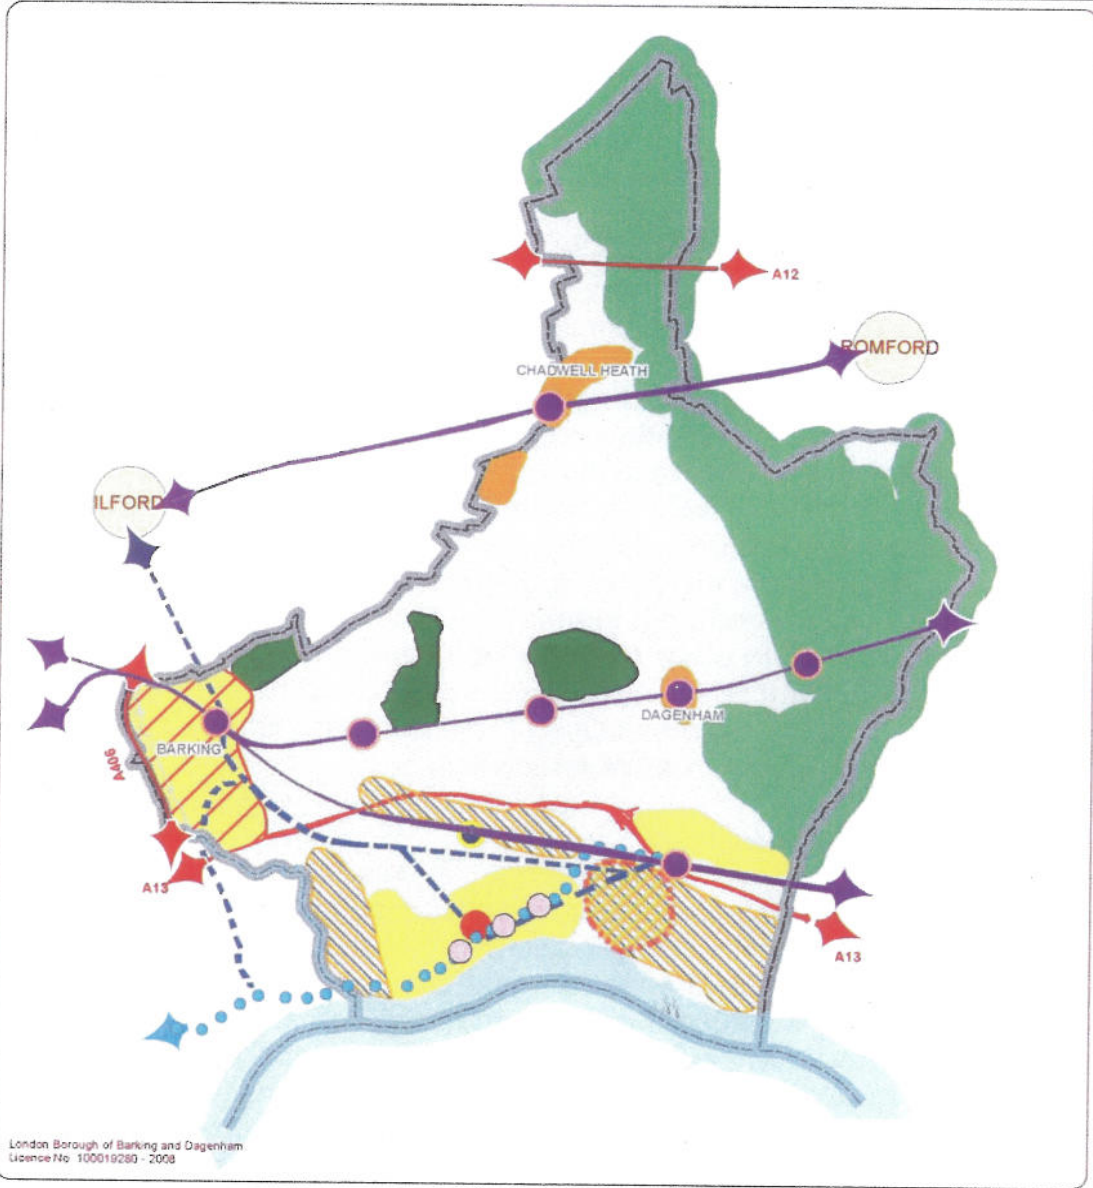 A12
ROMFORD
CHADWELL HEATH
ILFORD
DAGENHAM
BARKING
A406
A13
A13
London Borough of Barking and Dagenham
Licence No 100019280 - 2008